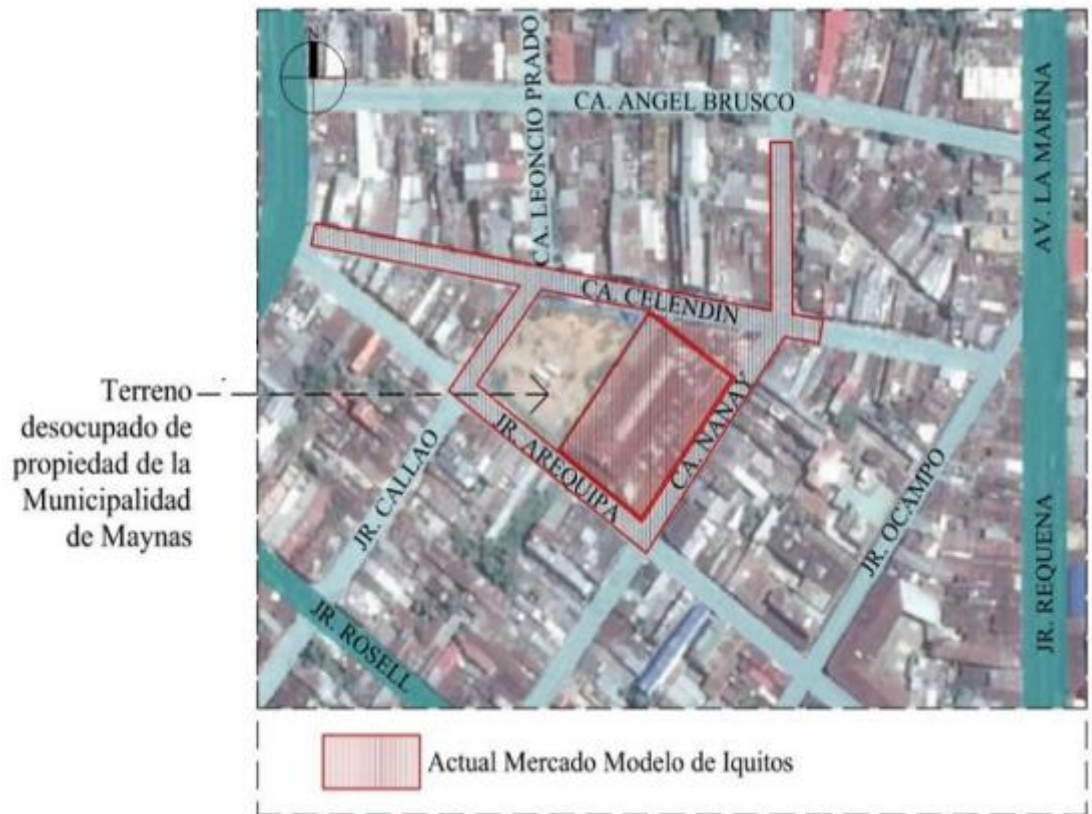 N
CA. LEONCIO PRADO
CA. ANGEL BRUSCO
AV. LA MARINA
CA. CELENDÍN
Terreno
desocupado de
propiedad de la
Municipalidad
de Maynas
JR. AREQUIPA
CA. NANAY
JR. CALLAO
JR. OCAMPO
JR. ROSELL
JR. REQUENA
Actual Mercado Modelo de Iquitos